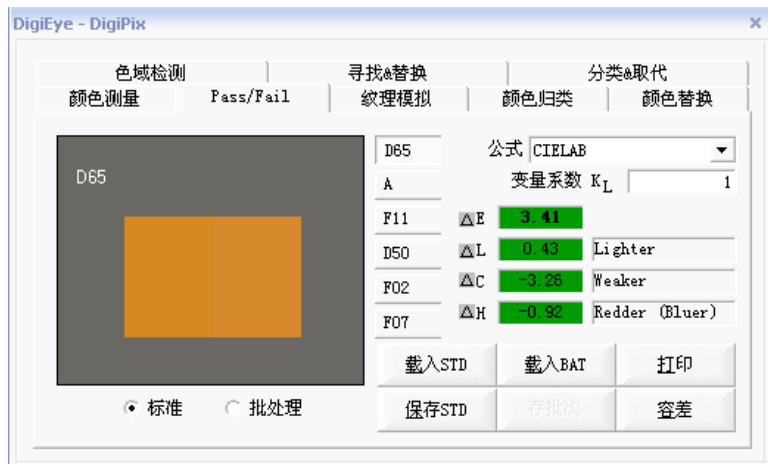 DigiEye - DigiPix
色域检测 寻找&替换 分类&取代
颜色测量 Pass/Fail 纹理模拟 颜色归类 颜色替换
D65
D65
A
F11
D50
F02
F07
公式 CIELAB
变量系数 KL 1
△E 3.41
△L 0.43 Lighter
△C -3.26 Weaker
△H -0.92 Redder (Bluer)
载入STD 载入BAT 打印
保存STD 存批次 容差
标准 批处理